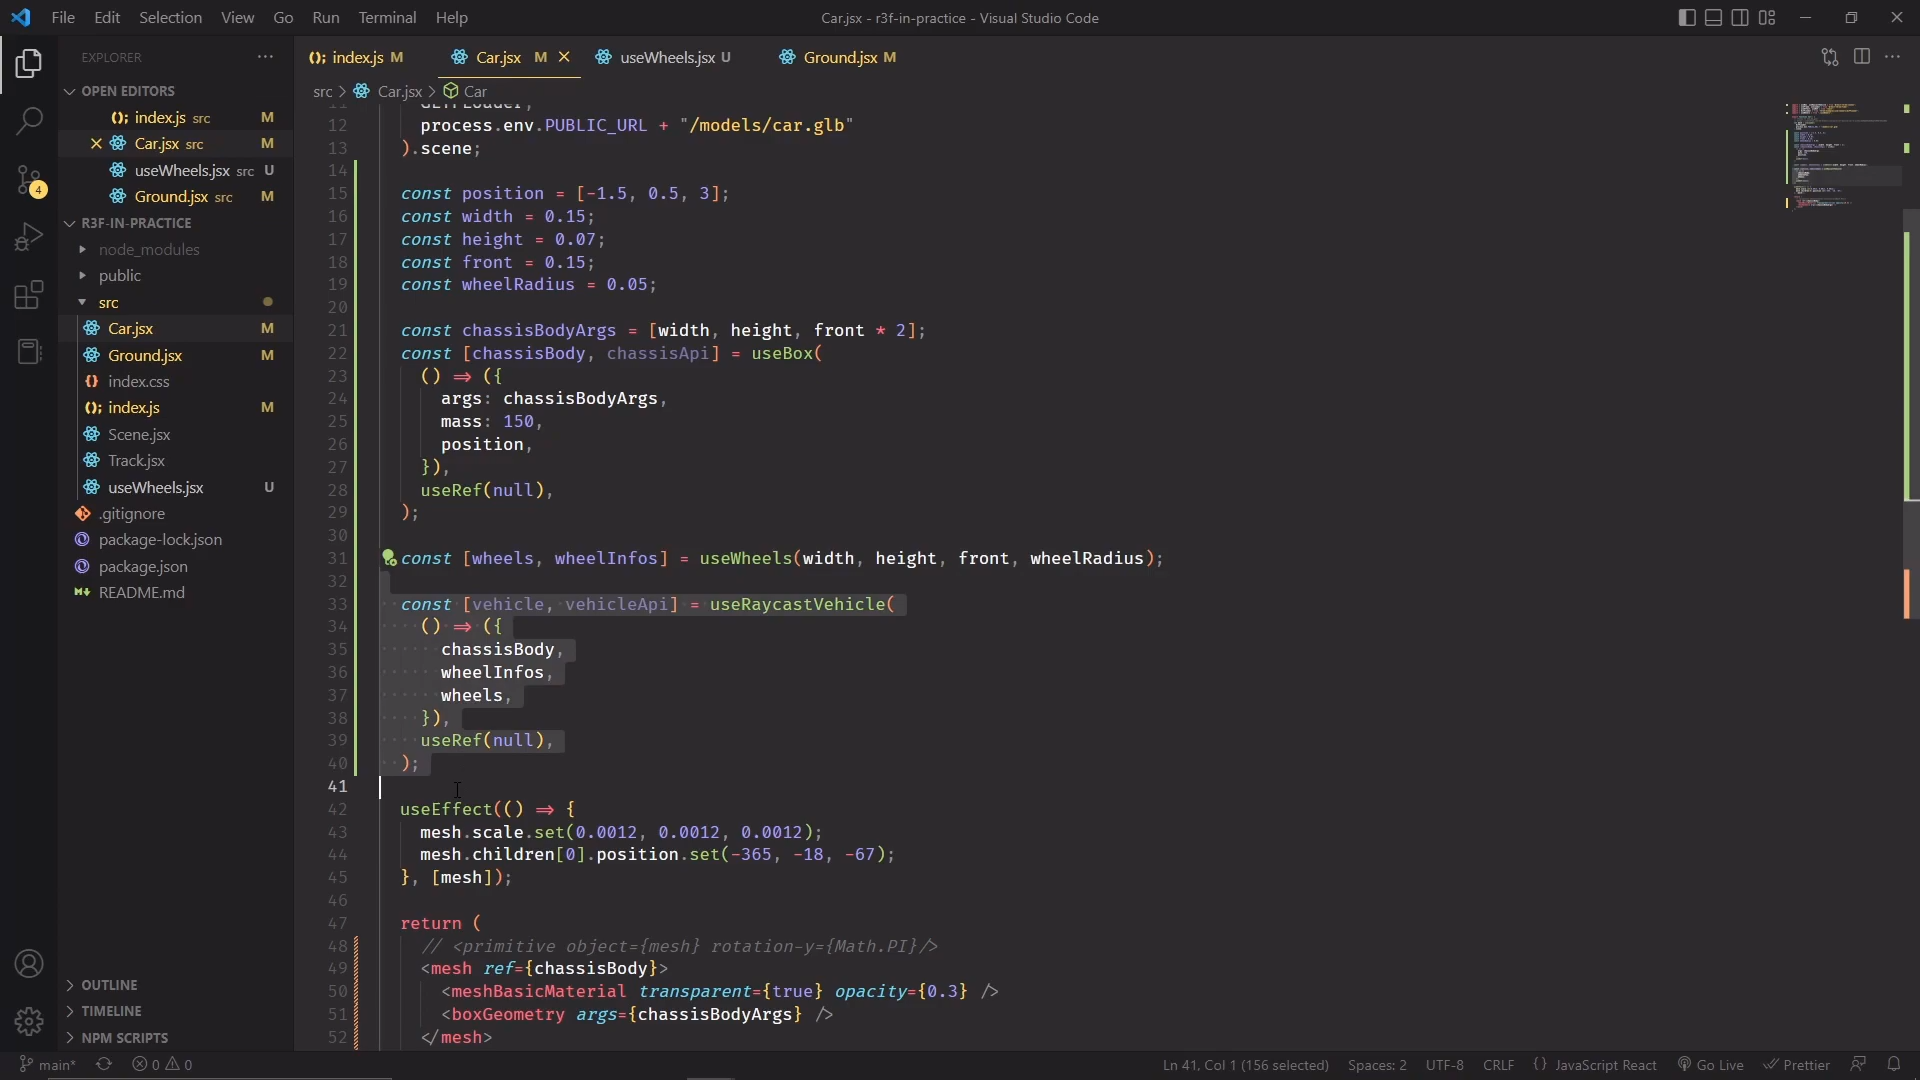 File Edit Selection View Go Run Terminal Help
Car.jsx - r3f-in-practice - Visual Studio Code
EXPLORER
index.js M
Car.jsx M
useWheels.jsx U
Ground.jsx M
OPEN EDITORS
src > Car.jsx > Car
index.js src M
Car.jsx src M
useWheels.jsx src U
Ground.jsx src M
R3F-IN-PRACTICE
node_modules
public
src
Car.jsx M
Ground.jsx M
index.css
index.js M
Scene.jsx
Track.jsx
useWheels.jsx U
.gitignore
package-lock.json
package.json
README.md
OUTLINE
TIMELINE
NPM SCRIPTS
4
12 process.env.PUBLIC_URL + "/models/car.glb"
13 ).scene;
14
15 const position = [-1.5, 0.5, 3];
16 const width = 0.15;
17 const height = 0.07;
18 const front = 0.15;
19 const wheelRadius = 0.05;
20
21 const chassisBodyArgs = [width, height, front * 2];
22 const [chassisBody, chassisApi] = useBox(
23 () => ({
24 args: chassisBodyArgs,
25 mass: 150,
26 position,
27 }),
28 useRef(null),
29 );
30
31 const [wheels, wheelInfos] = useWheels(width, height, front, wheelRadius);
32
33 const [vehicle, vehicleApi] = useRaycastVehicle(
34 () => ({
35 chassisBody,
36 wheelInfos,
37 wheels,
38 }),
39 useRef(null),
40 );
41
42 useEffect(() => {
43 mesh.scale.set(0.0012, 0.0012, 0.0012);
44 mesh.children[0].position.set(-365, -18, -67);
45 }, [mesh]);
46
47 return (
48 // <primitive object={mesh} rotation-y={Math.PI}/>
49 <mesh ref={chassisBody}>
50 <meshBasicMaterial transparent={true} opacity={0.3} />
51 <boxGeometry args={chassisBodyArgs} />
52 </mesh>
main* 0 0
Ln 41, Col 1 (156 selected) Spaces: 2 UTF-8 CRLF {} JavaScript React Go Live Prettier